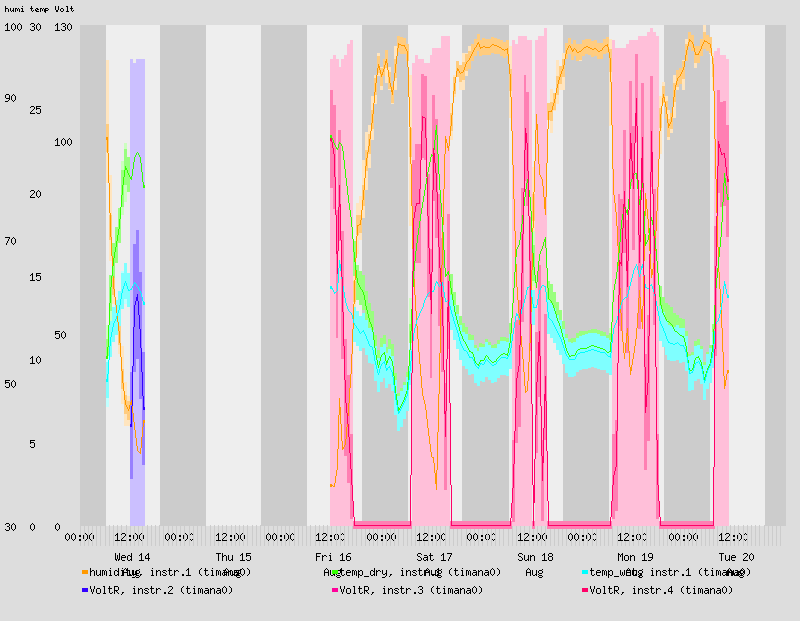 humi temp Volt
100 30 130
90
25
100
20
70
15
50
10
50
5
30 0 0
00:00 12:00 00:00 12:00 00:00 12:00 00:00 12:00 00:00 12:00 00:00 12:00 00:00 12:00
Wed 14 Thu 15 Fri 16 Sat 17 Sun 18 Mon 19 Tue 20
Aug Aug Aug Aug Aug Aug Aug
humidity, instr.1 (timana0) temp_dry, instr.1 (timana0) temp_wet, instr.1 (timana0)
VoltR, instr.2 (timana0) VoltR, instr.3 (timana0) VoltR, instr.4 (timana0)